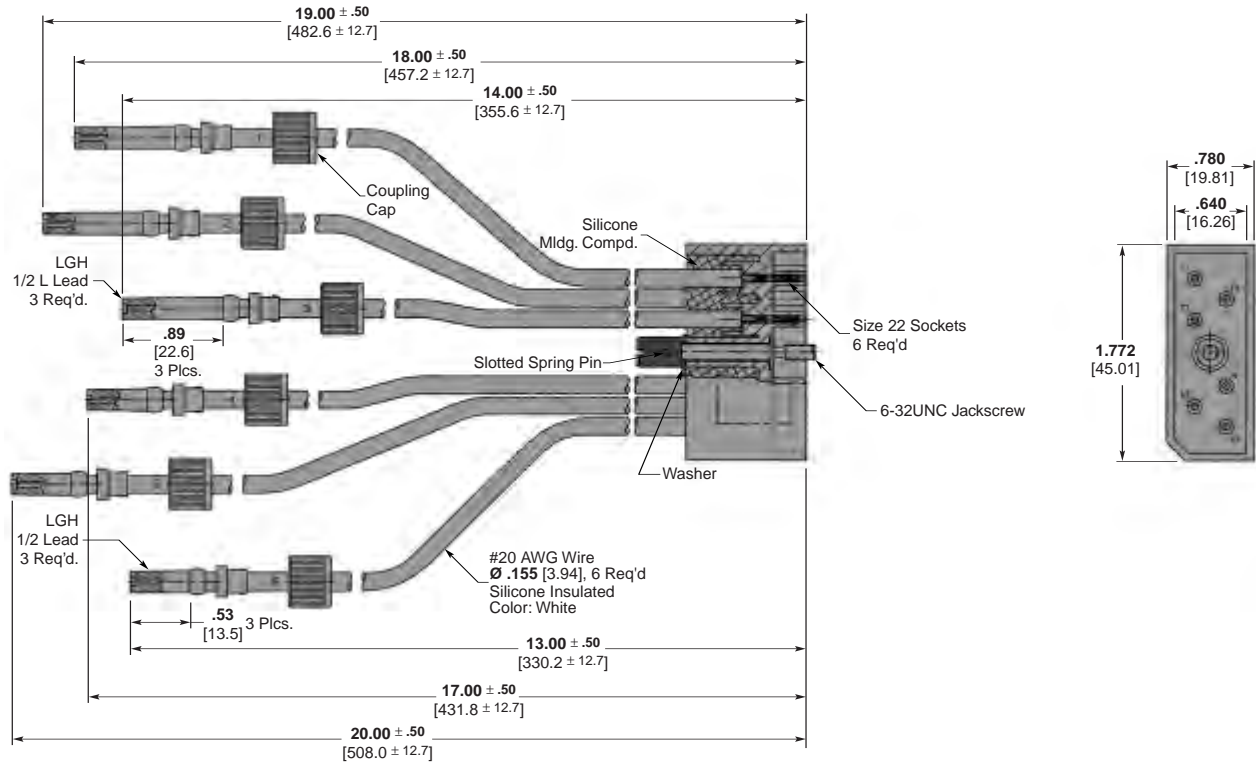 19.00 ± .50
[482.6 ± 12.7]
18.00 ± .50
[457.2 ± 12.7]
14.00 ± .50
[355.6 ± 12.7]
Coupling
Cap
Silicone
Mldg. Compd.
LGH
1/2 L Lead
3 Req'd.
.89
[22.6]
3 Plcs.
Slotted Spring Pin
Size 22 Sockets
6 Req'd
6-32UNC Jackscrew
Washer
.780
[19.81]
.640
[16.26]
1.772
[45.01]
LGH
1/2 Lead
3 Req'd.
#20 AWG Wire
Ø .155 [3.94], 6 Req'd
Silicone Insulated
Color: White
.53
[13.5] 3 Plcs.
13.00 ± .50
[330.2 ± 12.7]
17.00 ± .50
[431.8 ± 12.7]
20.00 ± .50
[508.0 ± 12.7]